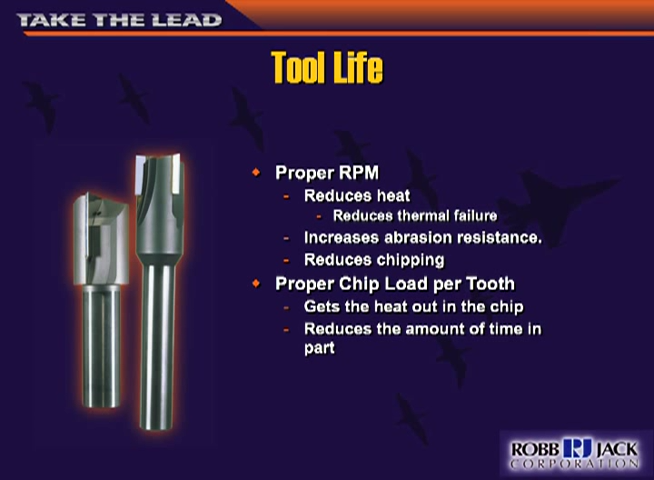 TAKE THE LEAD
Tool Life
Proper RPM
- Reduces heat
- Reduces thermal failure
- Increases abrasion resistance.
- Reduces chipping
Proper Chip Load per Tooth
- Gets the heat out in the chip
- Reduces the amount of time in
part
ROBB RJ JACK
CORPORATION